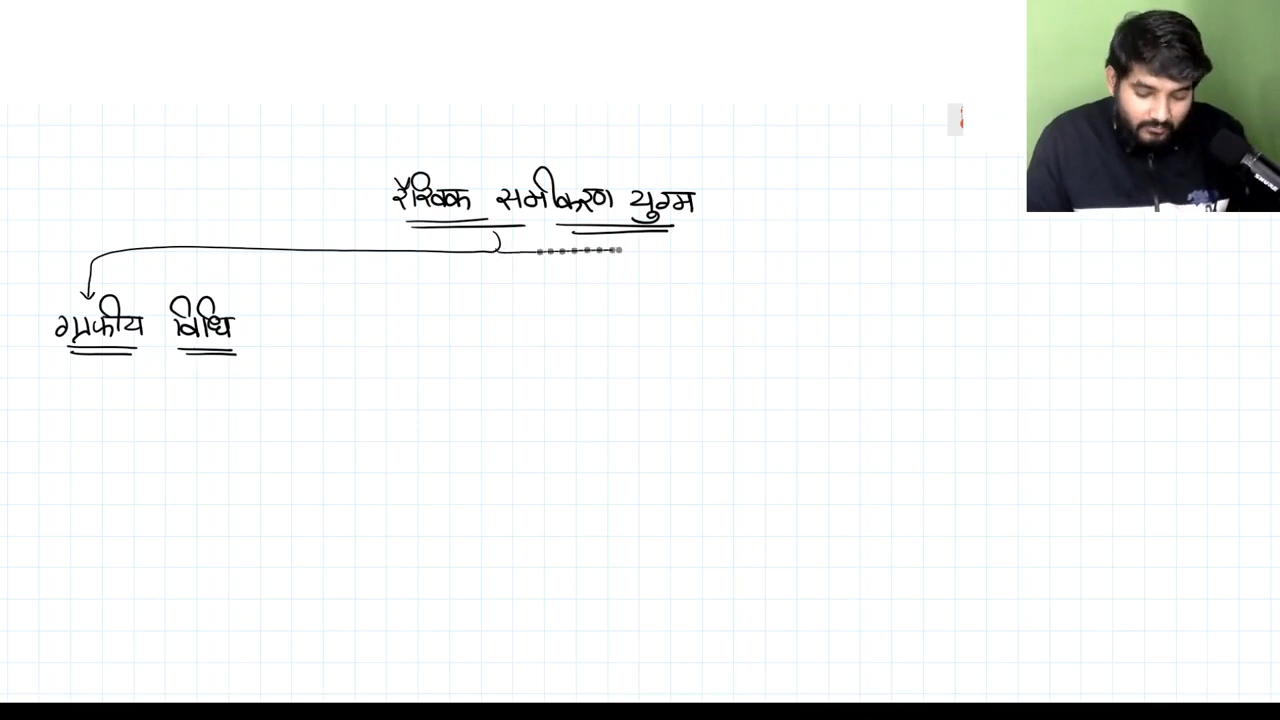 रैखिक समीकरण युग्म
ग्राफीय विधि